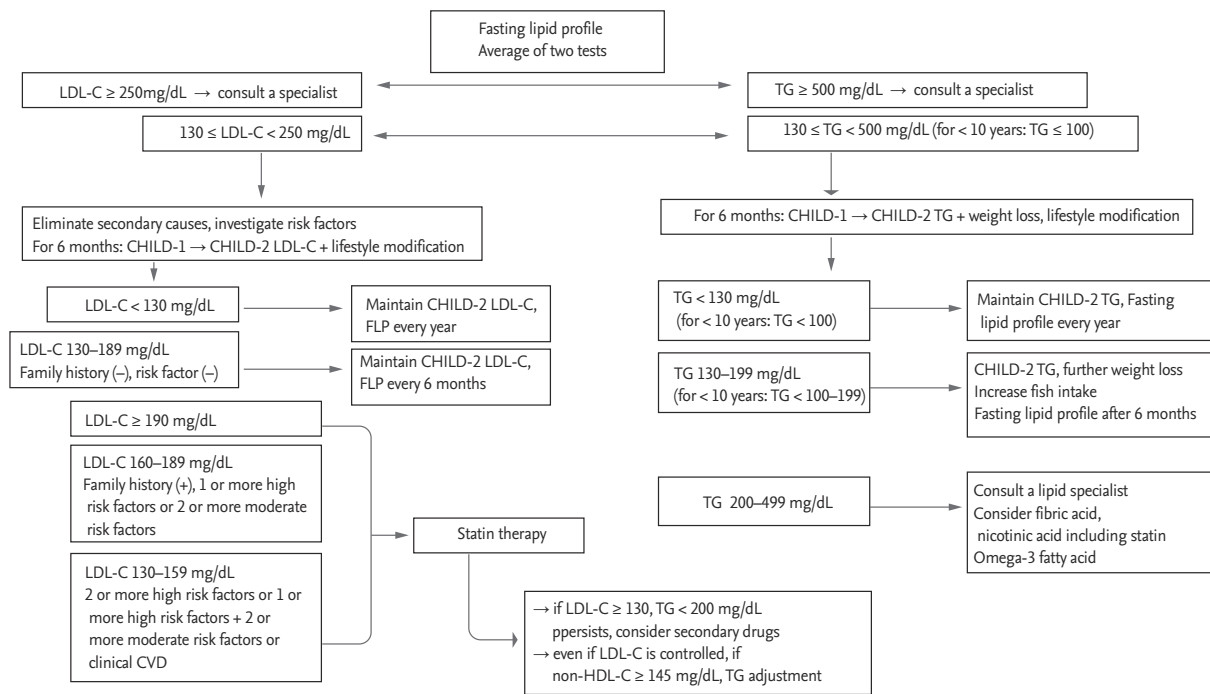 Fasting lipid profile
Average of two tests
LDL-C ≥ 250mg/dL → consult a specialist
TG ≥ 500 mg/dL → consult a specialist
130 ≤ LDL-C < 250 mg/dL
130 ≤ TG < 500 mg/dL (for < 10 years: TG ≤ 100)
Eliminate secondary causes, investigate risk factors
For 6 months: CHILD-1 → CHILD-2 LDL-C + lifestyle modification
For 6 months: CHILD-1 → CHILD-2 TG + weight loss, lifestyle modification
LDL-C < 130 mg/dL
Maintain CHILD-2 LDL-C,
FLP every year
LDL-C 130–189 mg/dL
Family history (–), risk factor (–)
Maintain CHILD-2 LDL-C,
FLP every 6 months
LDL-C ≥ 190 mg/dL
LDL-C 160–189 mg/dL
Family history (+), 1 or more high
risk factors or 2 or more moderate
risk factors
LDL-C 130–159 mg/dL
2 or more high risk factors or 1 or
more high risk factors + 2 or
more moderate risk factors or
clinical CVD
Statin therapy
→ if LDL-C ≥ 130, TG < 200 mg/dL
ppersists, consider secondary drugs
→ even if LDL-C is controlled, if
non-HDL-C ≥ 145 mg/dL, TG adjustment
TG < 130 mg/dL
(for < 10 years: TG < 100)
Maintain CHILD-2 TG, Fasting
lipid profile every year
TG 130–199 mg/dL
(for < 10 years: TG < 100–199)
CHILD-2 TG, further weight loss
Increase fish intake
Fasting lipid profile after 6 months
TG 200–499 mg/dL
Consult a lipid specialist
Consider fibric acid,
nicotinic acid including statin
Omega-3 fatty acid